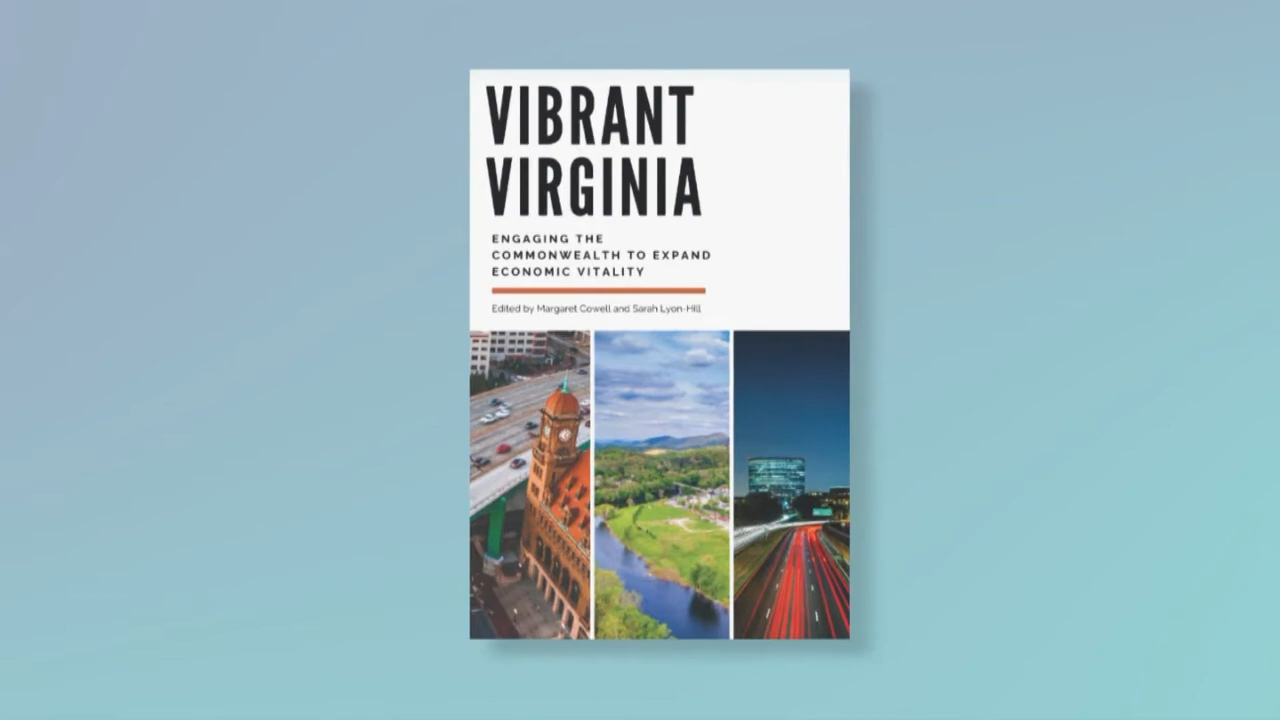 VIBRANT
VIRGINIA
ENGAGING THE
COMMONWEALTH TO EXPAND
ECONOMIC VITALITY
Edited by Margaret Cowell and Sarah Lyon-Hill